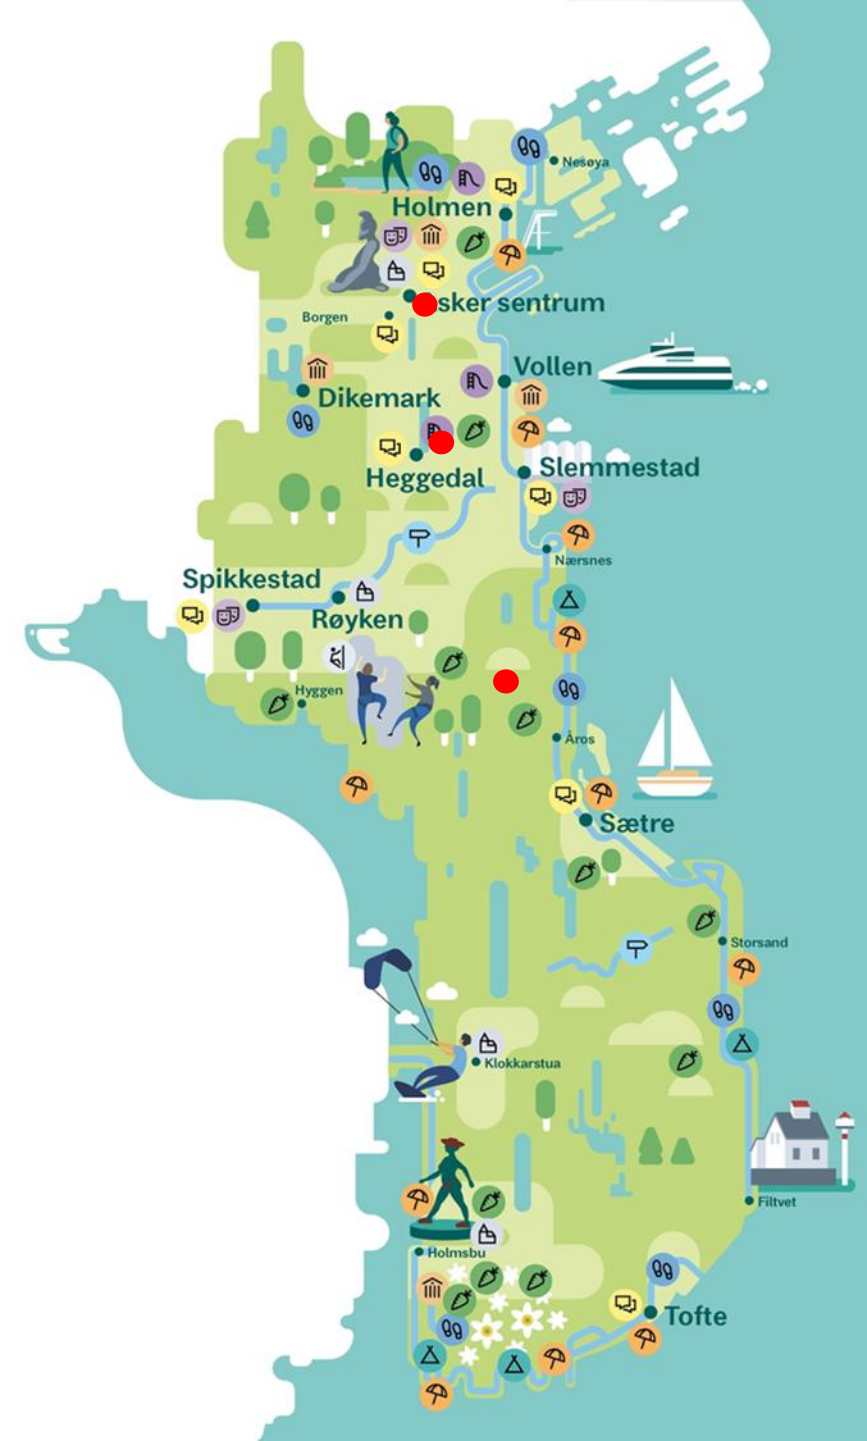 Nesøya
Holmen
sker sentrum
Borgen
Vollen
Dikemark
Slemmestad
Heggedal
Nærsnes
Spikkestad
Røyken
Hyggen
Åros
Sætre
Storsand
Klokkarstua
Filtvet
Holmsbu
Tofte